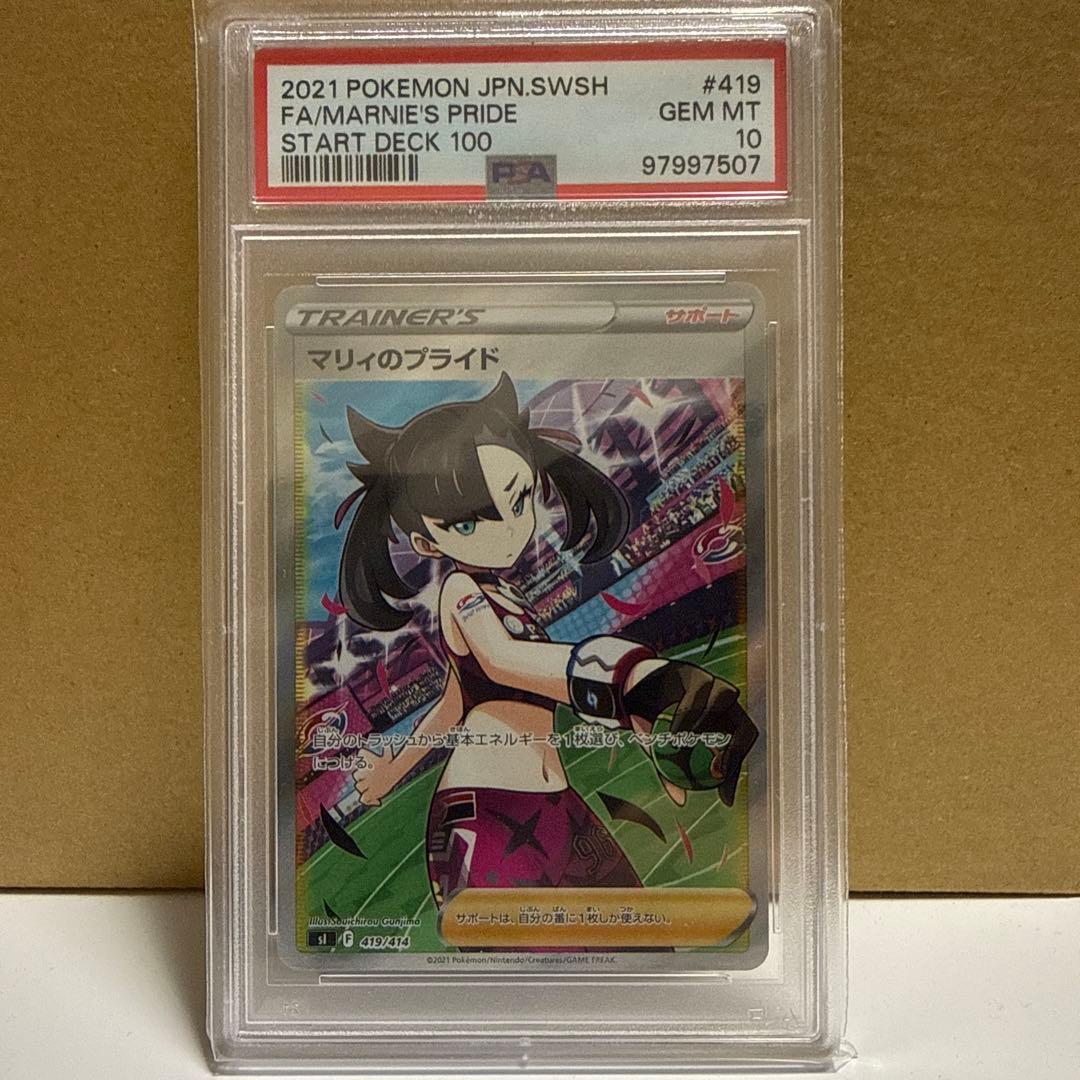 2021 POKEMON JPN.SWSH #419
FA/MARNIE'S PRIDE GEM MT
START DECK 100 10
97997507
PSA
TRAINER'S サポート
マリィのプライド
自分のトラッシュから基本エネルギーを1枚選び、ベンチポケモン
につける。
サポートは、自分の番に1枚しか使えない。
Illus. Souichirou Gunjima
sI F 419/414
©2021 Pokémon/Nintendo/Creatures/GAME FREAK.